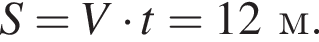 S = V · t = 12 м.